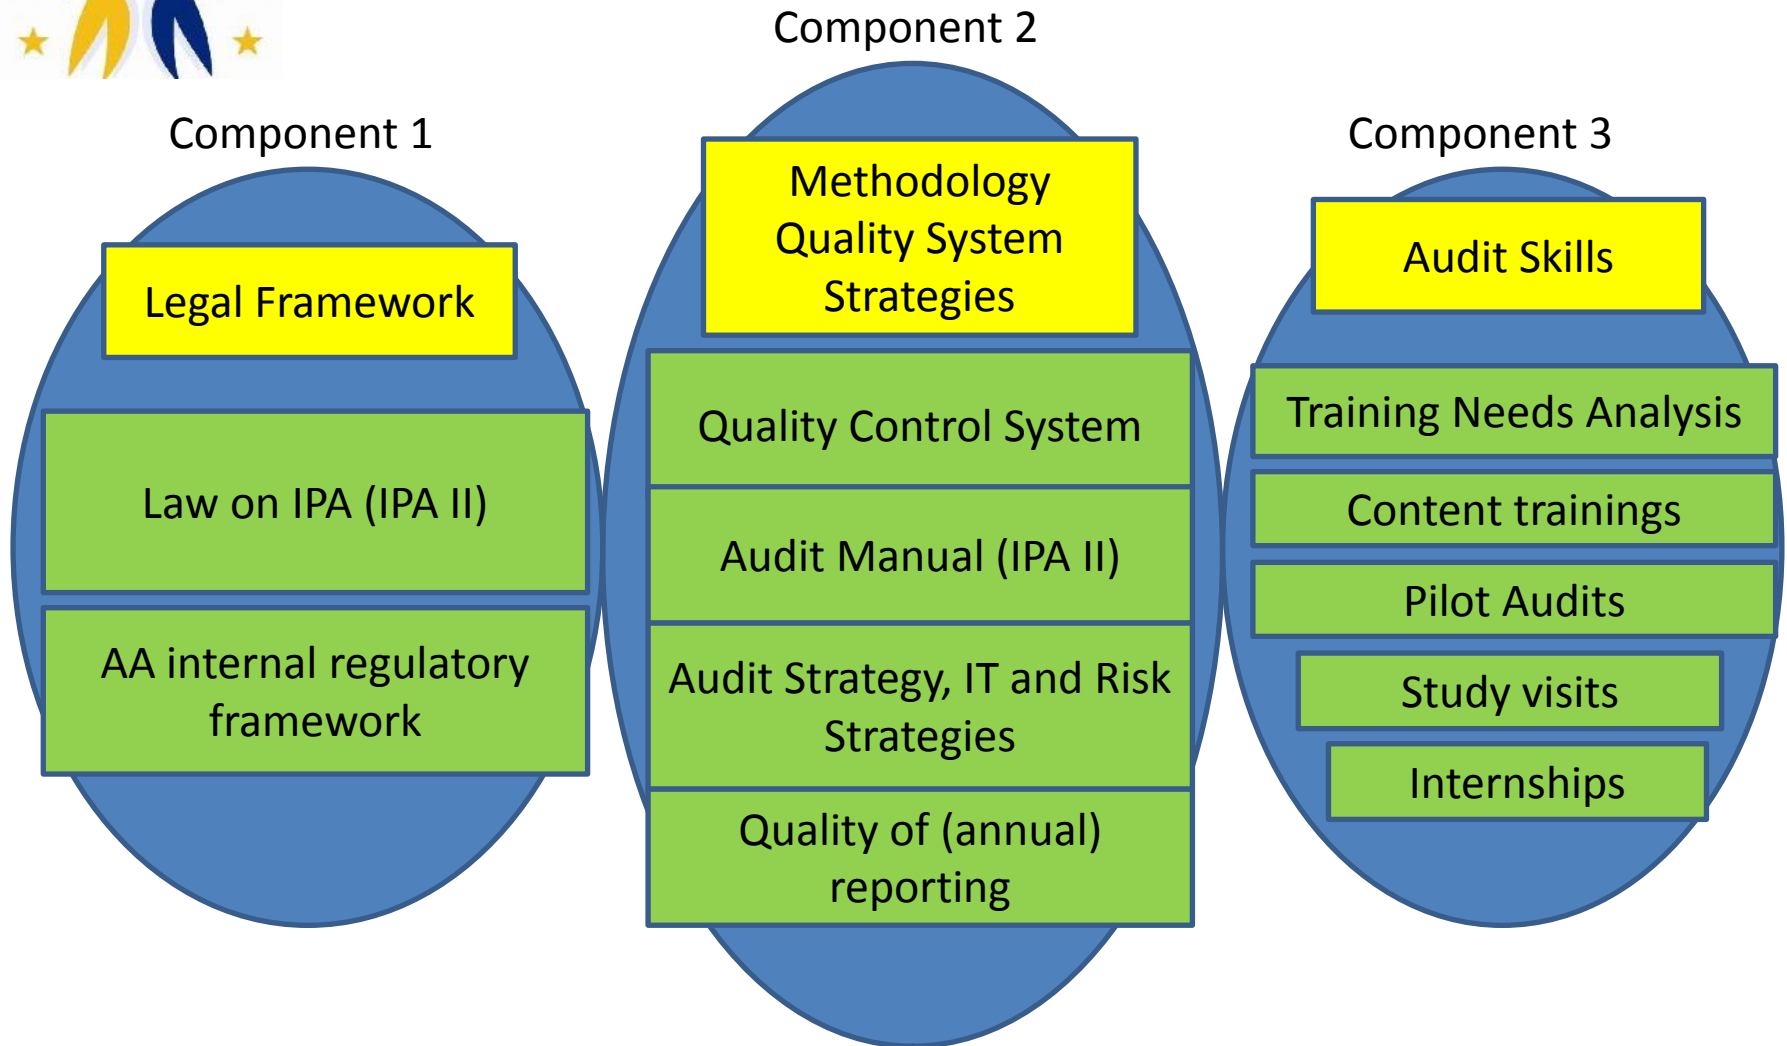 Component 1
Legal Framework
Law on IPA (IPA II)
AA internal regulatory
framework
Component 2
Methodology
Quality System
Strategies
Quality Control System
Audit Manual (IPA II)
Audit Strategy, IT and Risk
Strategies
Quality of (annual)
reporting
Component 3
Audit Skills
Training Needs Analysis
Content trainings
Pilot Audits
Study visits
Internships